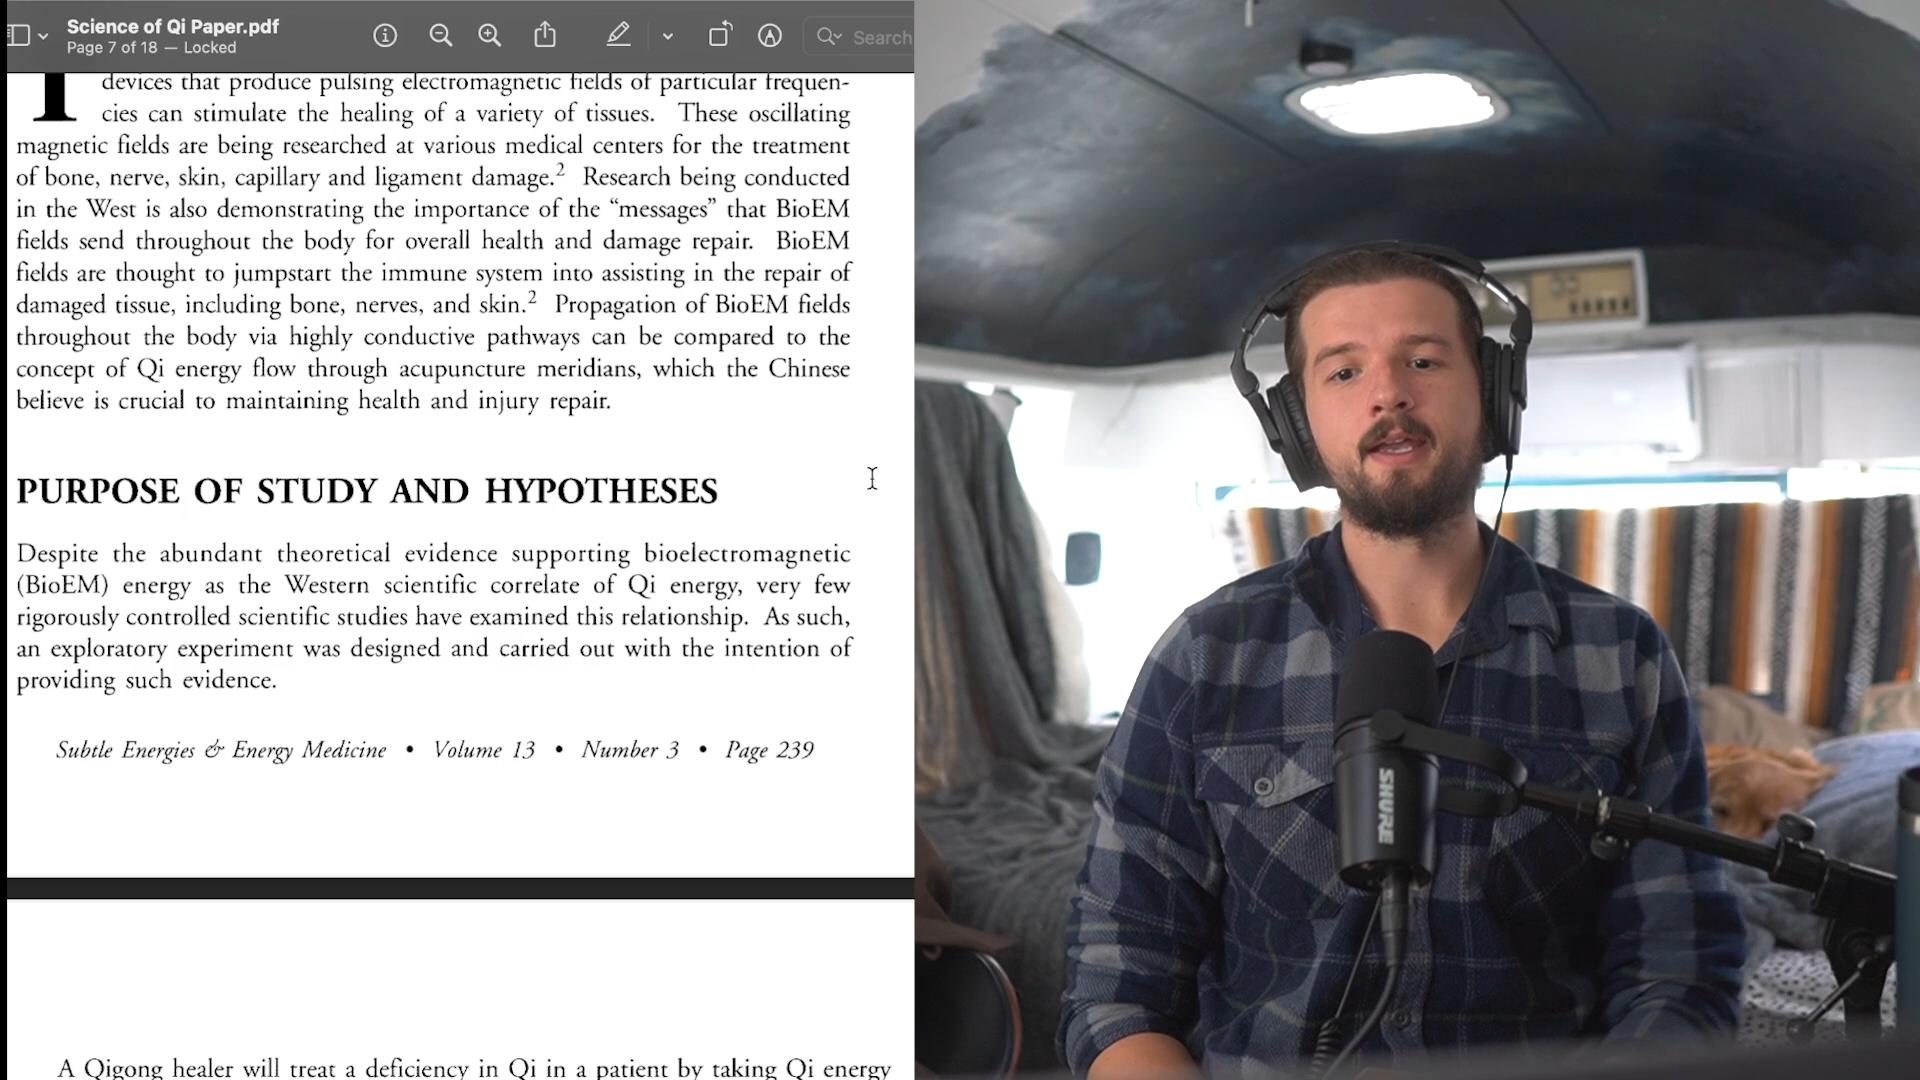 Science of Qi Paper.pdf
Page 7 of 18 — Locked
Search
devices that produce pulsing electromagnetic fields of particular frequen-
cies can stimulate the healing of a variety of tissues. These oscillating
magnetic fields are being researched at various medical centers for the treatment
of bone, nerve, skin, capillary and ligament damage.2 Research being conducted
in the West is also demonstrating the importance of the “messages” that BioEM
fields send throughout the body for overall health and damage repair. BioEM
fields are thought to jumpstart the immune system into assisting in the repair of
damaged tissue, including bone, nerves, and skin.2 Propagation of BioEM fields
throughout the body via highly conductive pathways can be compared to the
concept of Qi energy flow through acupuncture meridians, which the Chinese
believe is crucial to maintaining health and injury repair.
PURPOSE OF STUDY AND HYPOTHESES
Despite the abundant theoretical evidence supporting bioelectromagnetic
(BioEM) energy as the Western scientific correlate of Qi energy, very few
rigorously controlled scientific studies have examined this relationship. As such,
an exploratory experiment was designed and carried out with the intention of
providing such evidence.
Subtle Energies & Energy Medicine • Volume 13 • Number 3 • Page 239
A Qigong healer will treat a deficiency in Qi in a patient by taking Qi energy
SHURE